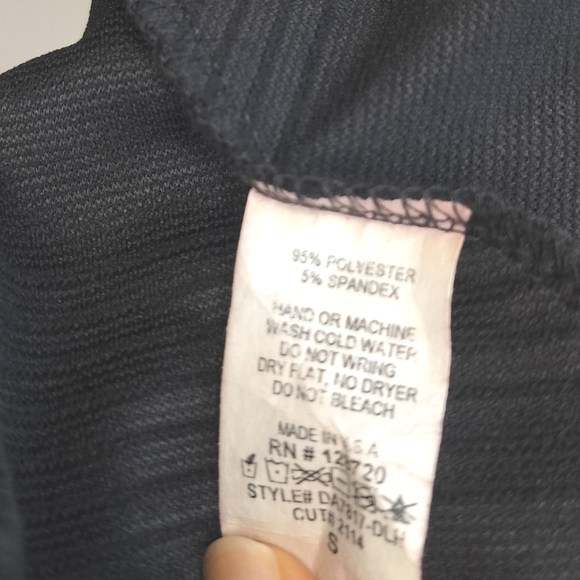 95% POLYESTER
5% SPANDEX
HAND OR MACHINE
WASH COLD WATER
DO NOT WRING
DRY FLAT, NO DRYER
DO NOT BLEACH
MADE IN U.S.A
RN #
STYLE#
CUT# 2114
S